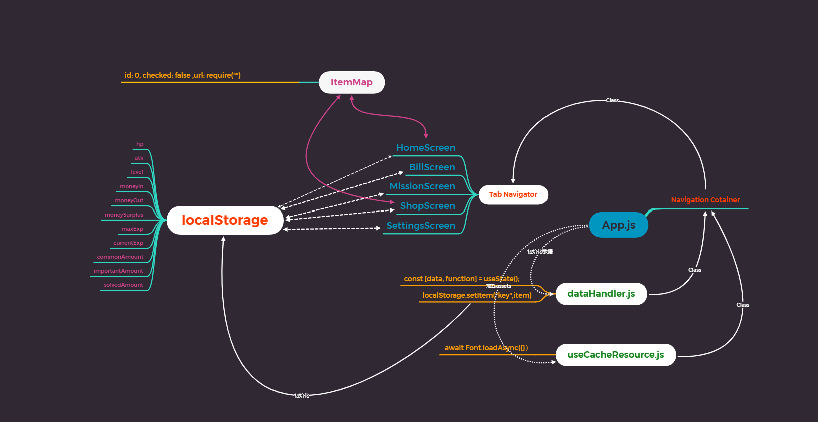 id: 0, checked: false ,url: require("")
ItemMap
Class
HomeScreen
BillScreen
MissionScreen
ShopScreen
SettingsScreen
Tab Navigator
Navigation Cotainer
App.js
hp
atk
level
moneyIn
moneyOut
moneySurplus
maxExp
currentExp
commonAmount
importantAmount
solvedAmount
localStorage
const [data, function] = useState();
localStorage.setItem("key",item)
dataHandler.js
Class
Class
await Font.loadAsync({})
useCacheResource.js